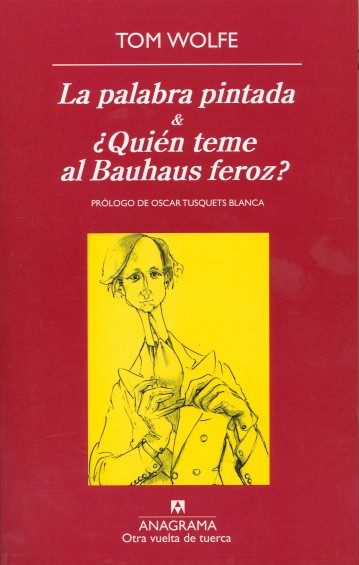 TOM WOLFE
La palabra pintada
&
¿Quién teme
al Bauhaus feroz?
PRÓLOGO DE OSCAR TUSQUETS BLANCA
ANAGRAMA
Otra vuelta de tuerca